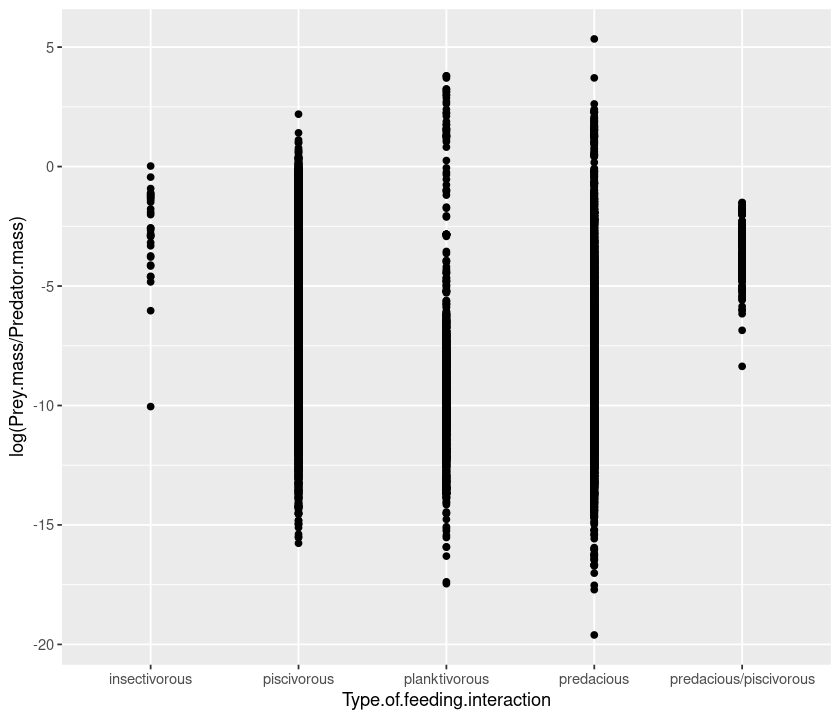 log(Prey.mass/Predator.mass)
5
0
-5
-10
-15
-20
insectivorous piscivorous planktivorous predacious predacious/piscivorous
Type.of.feeding.interaction